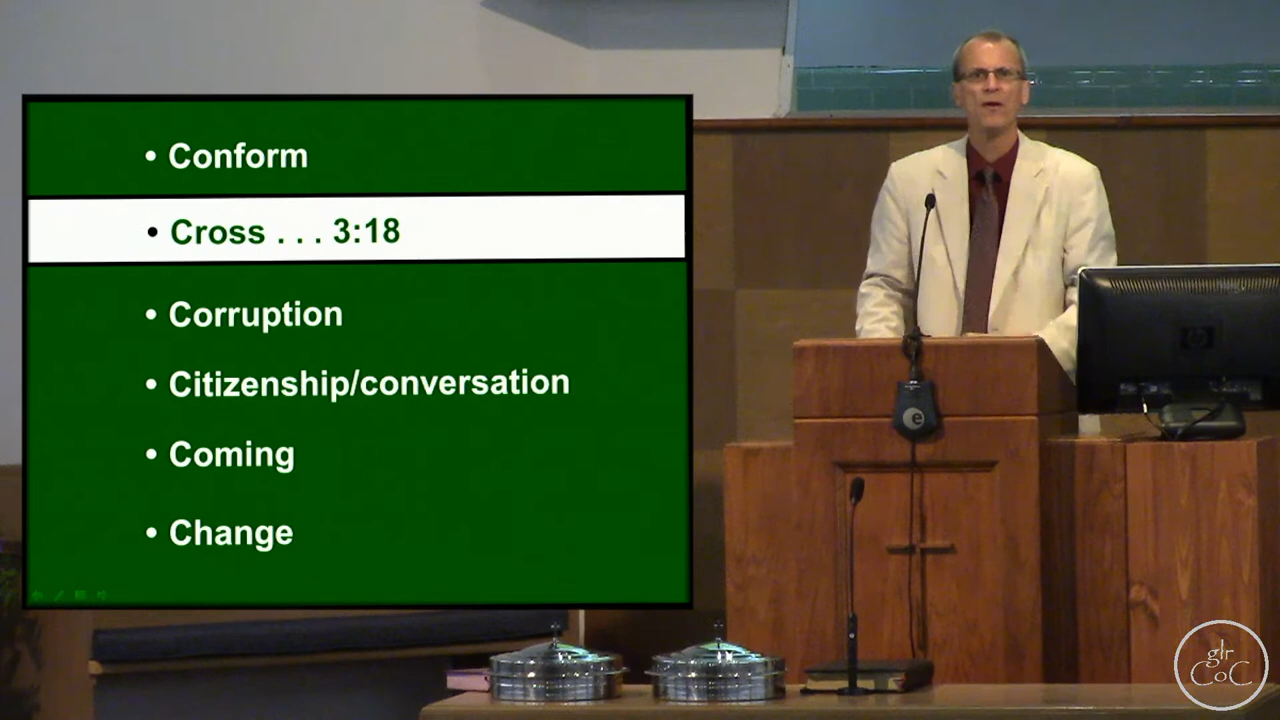 • Conform
• Cross . . . 3:18
• Corruption
• Citizenship/conversation
• Coming
• Change
e
glr
CoC